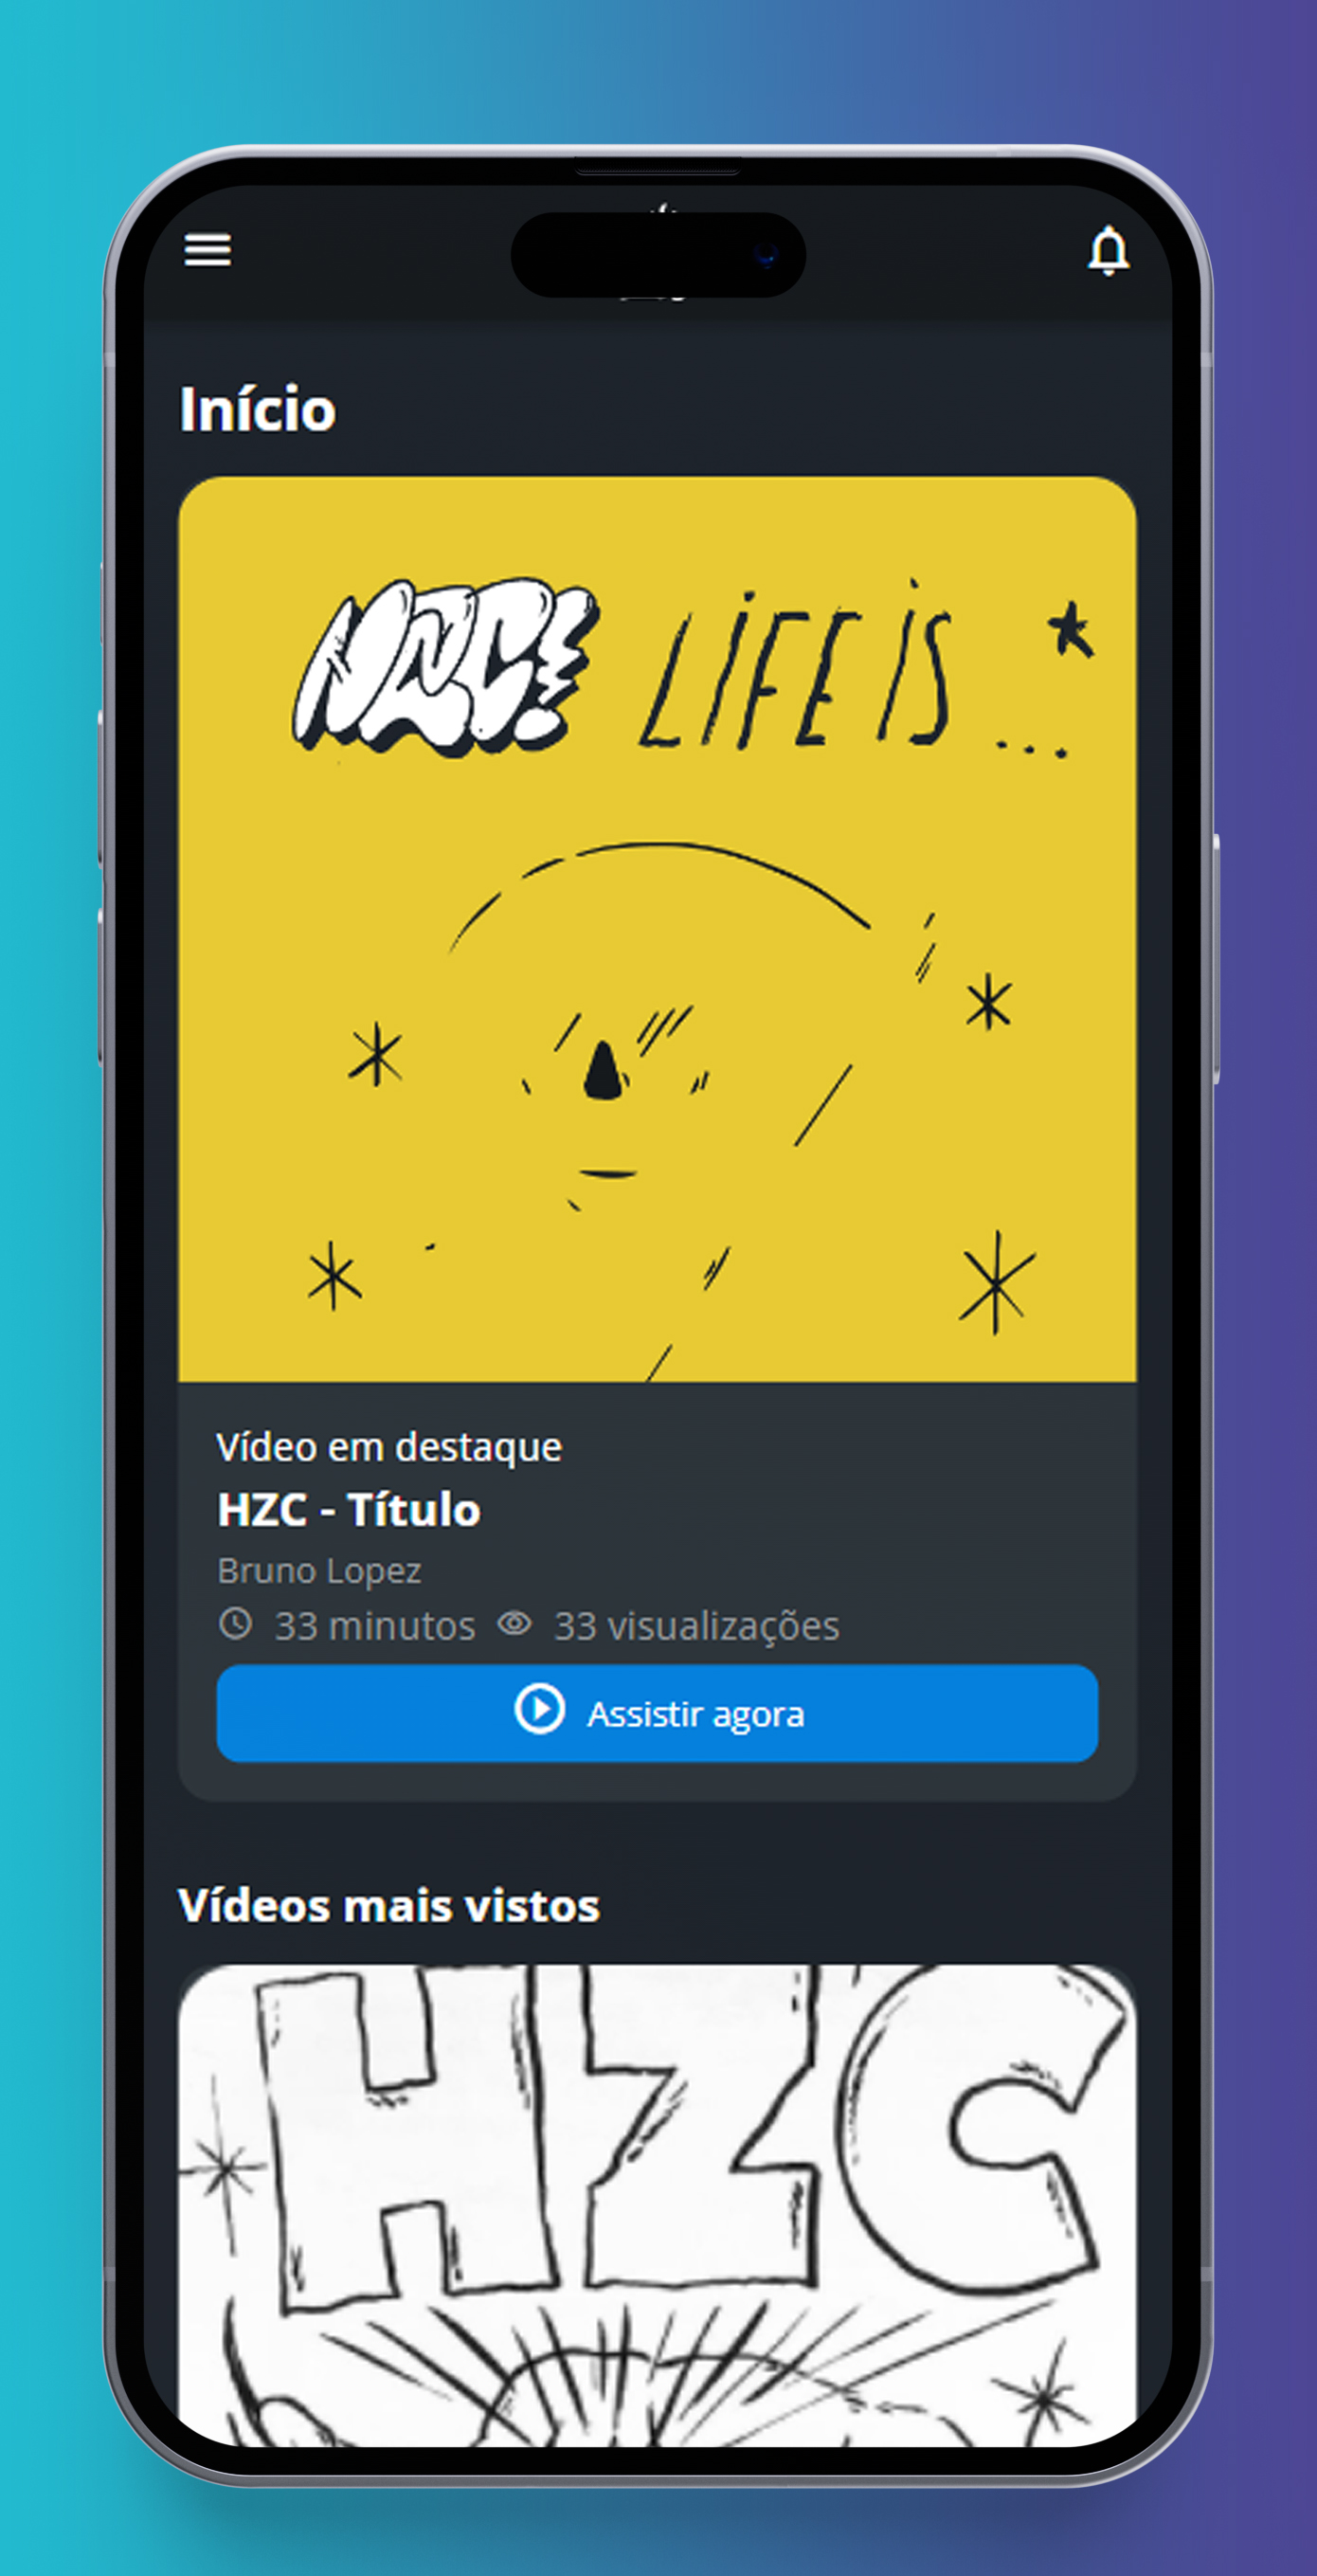 Início
HZC! LIFE IS ...
Vídeo em destaque
HZC - Título
Bruno Lopez
33 minutos 33 visualizações
Assistir agora
Vídeos mais vistos
HZC